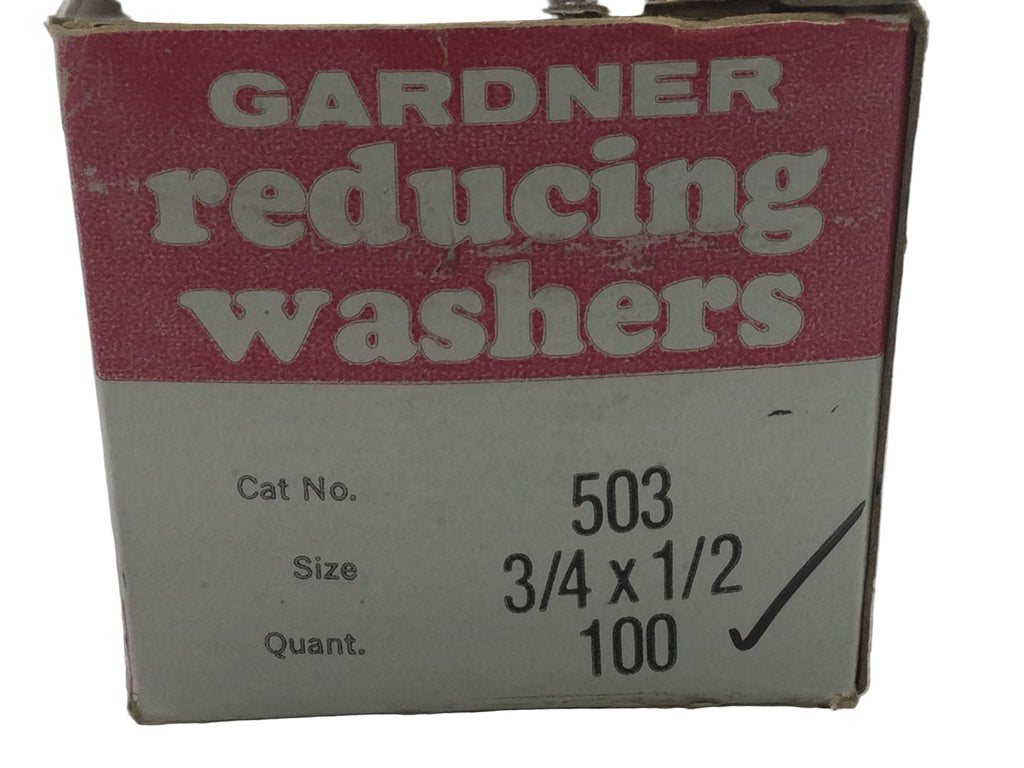 GARDNER
reducing
washers
Cat No. 503
Size 3/4 x 1/2
Quant. 100